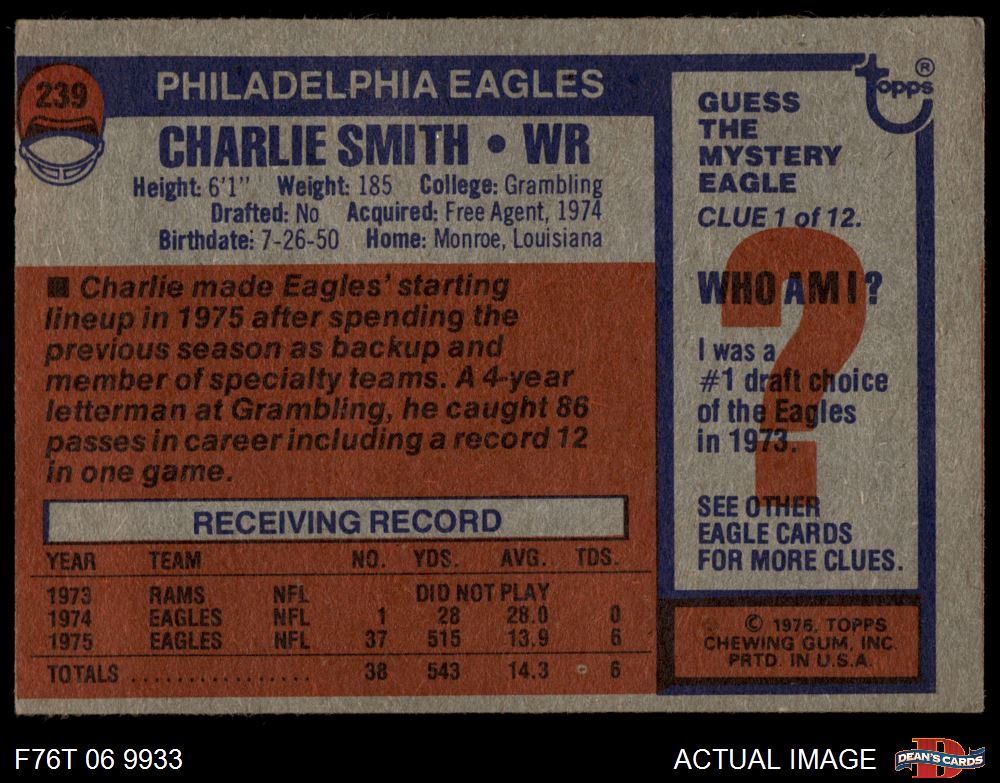 239
PHILADELPHIA EAGLES
CHARLIE SMITH • WR
Height: 6'1" Weight: 185 College: Grambling
Drafted: No Acquired: Free Agent, 1974
Birthdate: 7-26-50 Home: Monroe, Louisiana
■ Charlie made Eagles' starting
lineup in 1975 after spending the
previous season as backup and
member of specialty teams. A 4-year
letterman at Grambling, he caught 86
passes in career including a record 12
in one game.
RECEIVING RECORD
YEAR TEAM NO. YDS. AVG. TDS.
1973 RAMS NFL DID NOT PLAY
1974 EAGLES NFL 1 28 28.0 0
1975 EAGLES NFL 37 515 13.9 6
TOTALS ................. 38 543 14.3 6
Topps ®
GUESS
THE
MYSTERY
EAGLE
CLUE 1 of 12.
?
WHO AM I?
I was a
#1 draft choice
of the Eagles
in 1973.
SEE OTHER
EAGLE CARDS
FOR MORE CLUES.
© 1976, TOPPS
CHEWING GUM, INC.
PRTD. IN U.S.A.
F76T 06 9933
ACTUAL IMAGE
D
DEAN'S CARDS